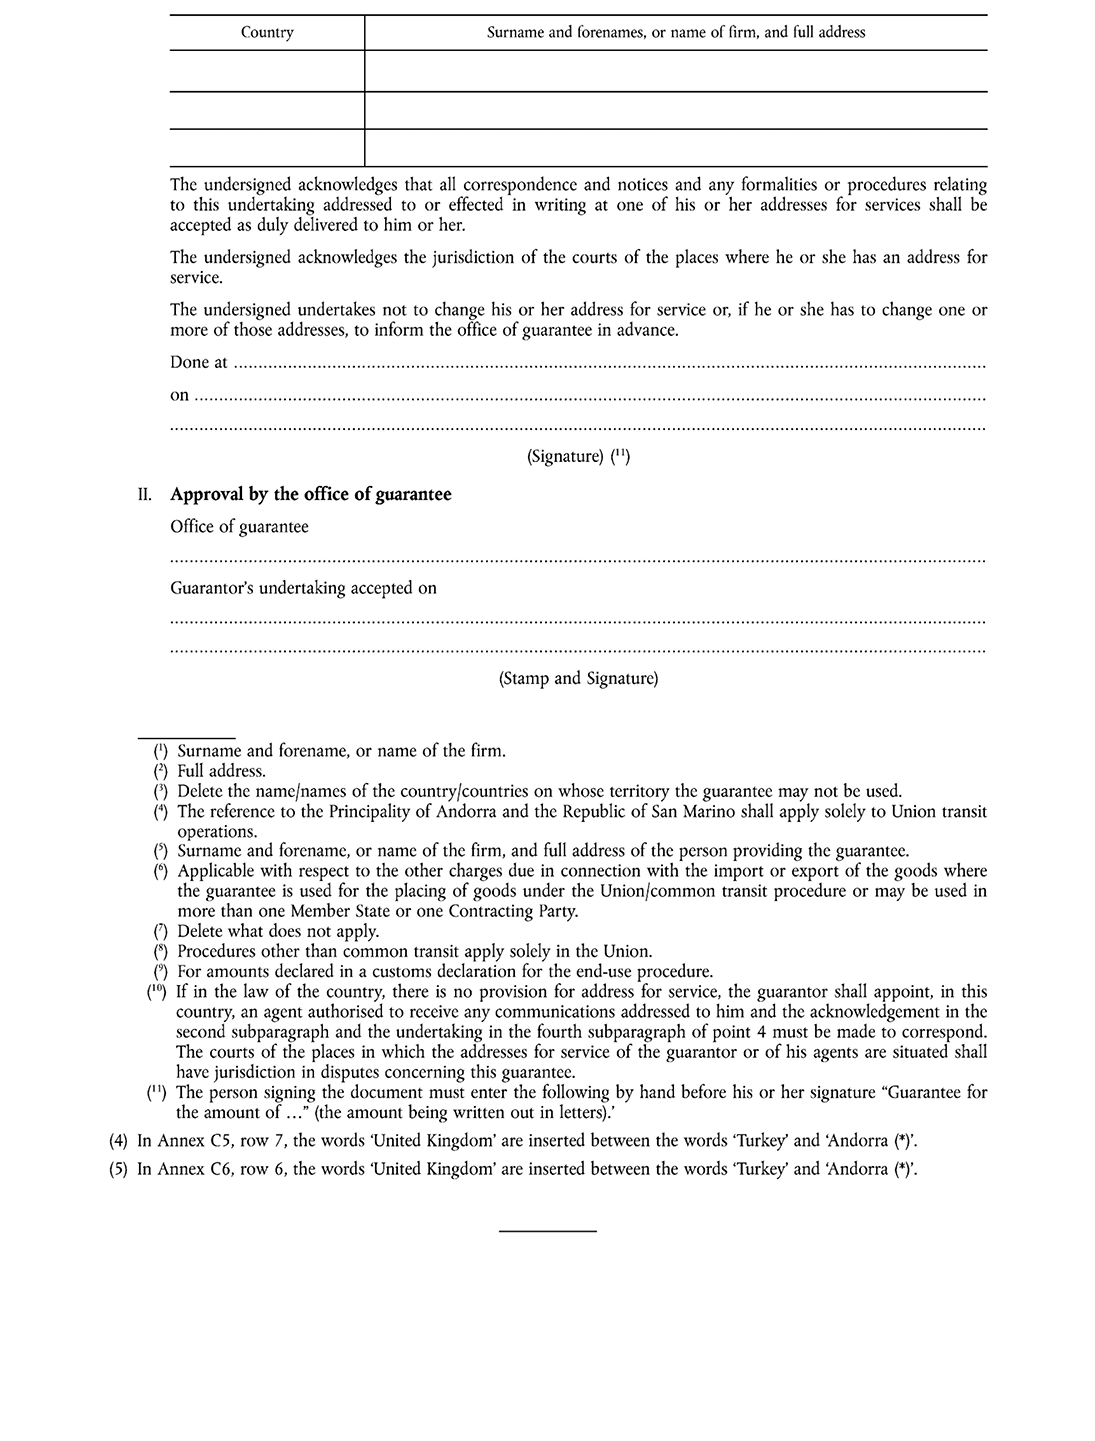 Country Surname and forenames, or name of firm, and full address
The undersigned acknowledges that all correspondence and notices and any formalities or procedures relating
to this undertaking addressed to or effected in writing at one of his or her addresses for services shall be
accepted as duly delivered to him or her.
The undersigned acknowledges the jurisdiction of the courts of the places where he or she has an address for
service.
The undersigned undertakes not to change his or her address for service or, if he or she has to change one or
more of those addresses, to inform the office of guarantee in advance.
Done at ........................................................................
on ........................................................................
........................................................................
(Signature) (¹¹)
II. Approval by the office of guarantee
Office of guarantee
........................................................................
Guarantor’s undertaking accepted on
........................................................................
........................................................................
(Stamp and Signature)
(¹) Surname and forename, or name of the firm.
(²) Full address.
(³) Delete the name/names of the country/countries on whose territory the guarantee may not be used.
(⁴) The reference to the Principality of Andorra and the Republic of San Marino shall apply solely to Union transit
operations.
(⁵) Surname and forename, or name of the firm, and full address of the person providing the guarantee.
(⁶) Applicable with respect to the other charges due in connection with the import or export of the goods where
the guarantee is used for the placing of goods under the Union/common transit procedure or may be used in
more than one Member State or one Contracting Party.
(⁷) Delete what does not apply.
(⁸) Procedures other than common transit apply solely in the Union.
(⁹) For amounts declared in a customs declaration for the end-use procedure.
(¹⁰) If in the law of the country, there is no provision for address for service, the guarantor shall appoint, in this
country, an agent authorised to receive any communications addressed to him and the acknowledgement in the
second subparagraph and the undertaking in the fourth subparagraph of point 4 must be made to correspond.
The courts of the places in which the addresses for service of the guarantor or of his agents are situated shall
have jurisdiction in disputes concerning this guarantee.
(¹¹) The person signing the document must enter the following by hand before his or her signature “Guarantee for
the amount of …” (the amount being written out in letters).’
(4) In Annex C5, row 7, the words ‘United Kingdom’ are inserted between the words ‘Turkey’ and ‘Andorra (*)’.
(5) In Annex C6, row 6, the words ‘United Kingdom’ are inserted between the words ‘Turkey’ and ‘Andorra (*)’.